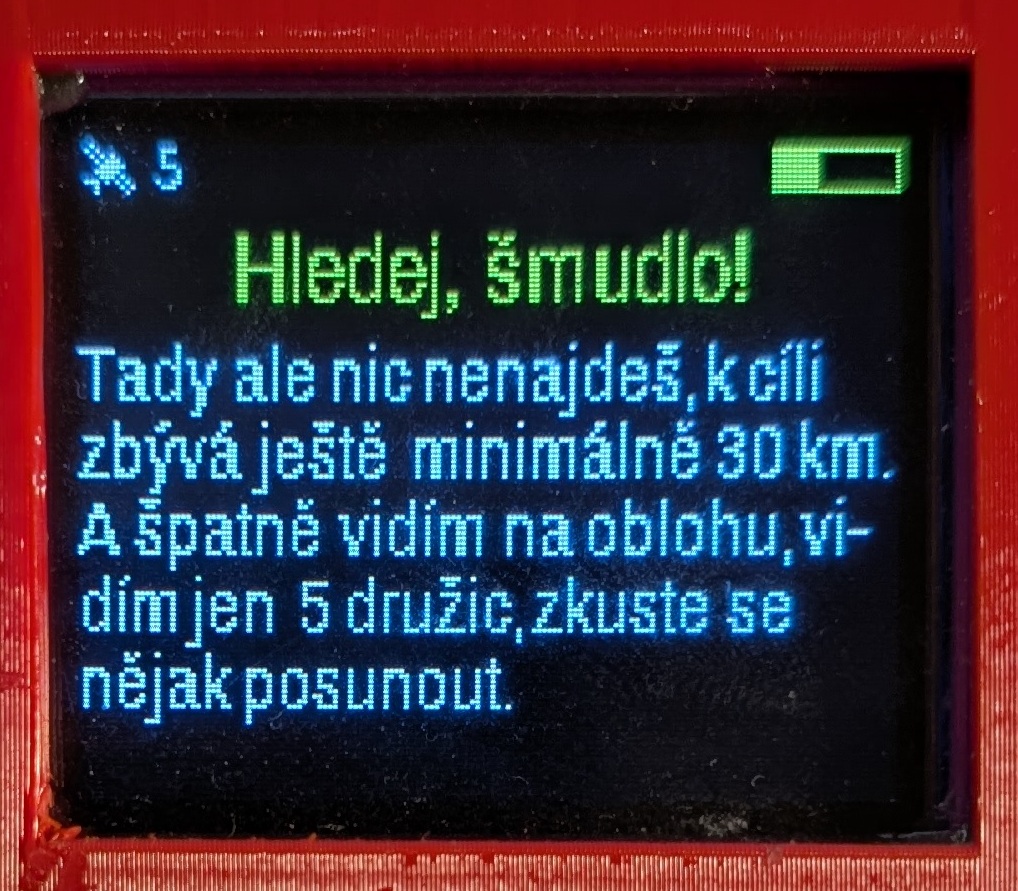 5
Hledej, šmudlo!
Tady ale nic nenajdeš, k cíli
zbývá ještě minimálně 30 km.
A špatně vidím na oblohu, ví-
dím jen 5 družic, zkuste se
nějak posunout.